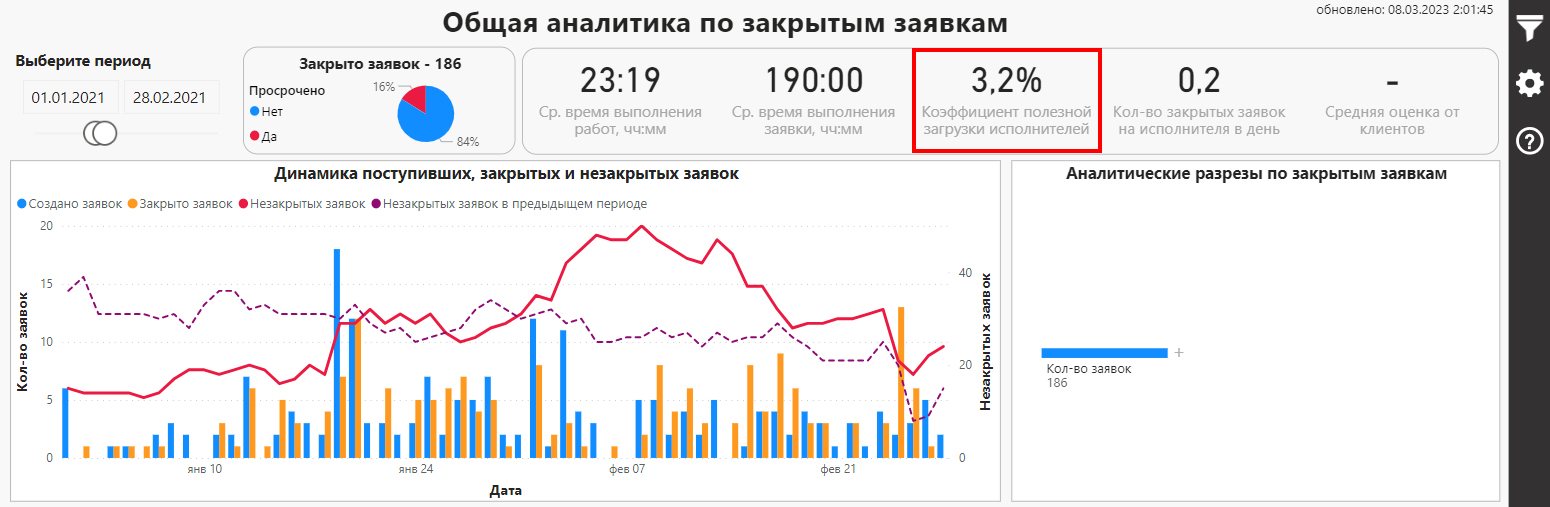 Общая аналитика по закрытым заявкам
обновлено: 08.03.2023 2:01:45
Выберите период
01.01.2021
28.02.2021
Закрыто заявок - 186
Просрочено
Нет
Да
16%
84%
23:19
Ср. время выполнения
работ, чч:мм
190:00
Ср. время выполнения
заявки, чч:мм
3,2%
Коэффициент полезной
загрузки исполнителей
0,2
Кол-во закрытых заявок
на исполнителя в день
-
Средняя оценка от
клиентов
Динамика поступивших, закрытых и незакрытых заявок
Создано заявок
Закрыто заявок
Незакрытых заявок
Незакрытых заявок в предыдыщем периоде
Кол-во заявок
20
15
10
5
0
40
20
0
Незакрытых заявок
янв 10
янв 24
фев 07
фев 21
Дата
Аналитические разрезы по закрытым заявкам
Кол-во заявок
186